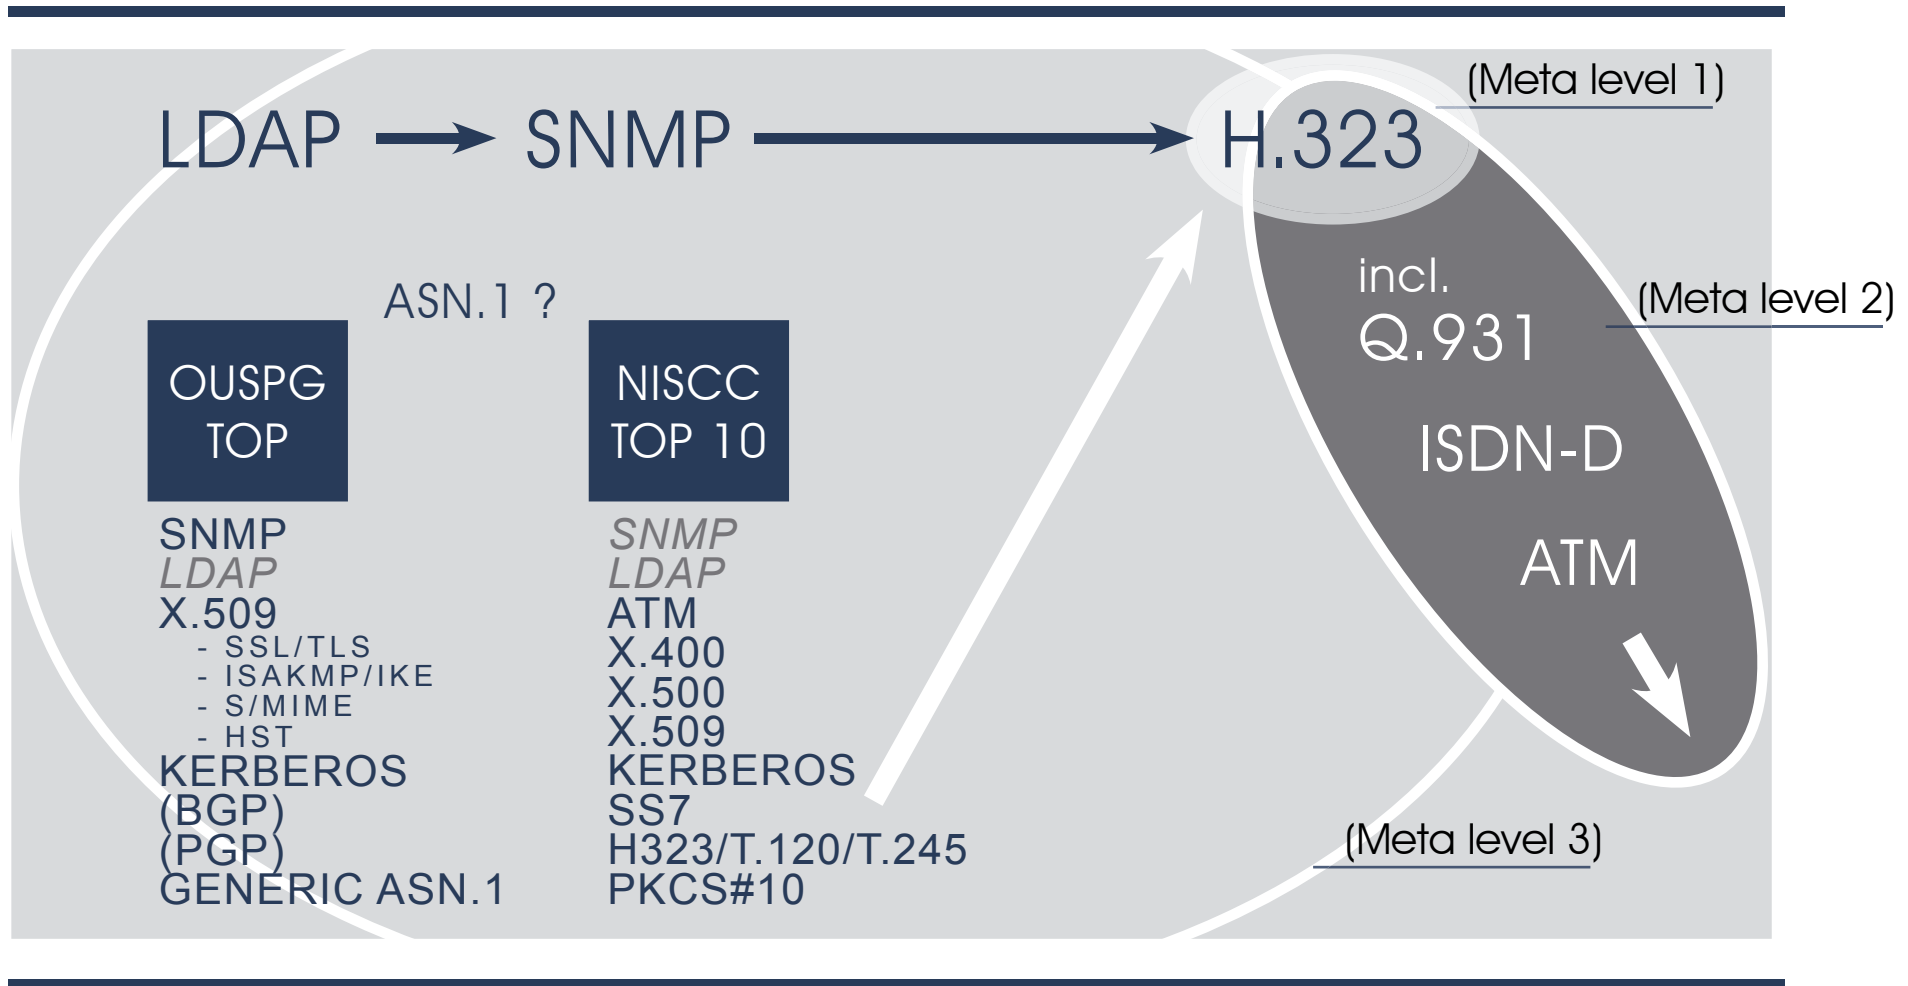 (Meta level 1)
LDAP SNMP H.323
ASN.1 ?
incl.
Q.931
(Meta level 2)
ISDN-D
ATM
OUSPG
TOP
SNMP
LDAP
X.509
- SSL/TLS
- ISAKMP/IKE
- S/MIME
- HST
KERBEROS
(BGP)
(PGP)
GENERIC ASN.1
NISCC
TOP 10
SNMP
LDAP
ATM
X.400
X.500
X.509
KERBEROS
SS7
H323/T.120/T.245
PKCS#10
(Meta level 3)